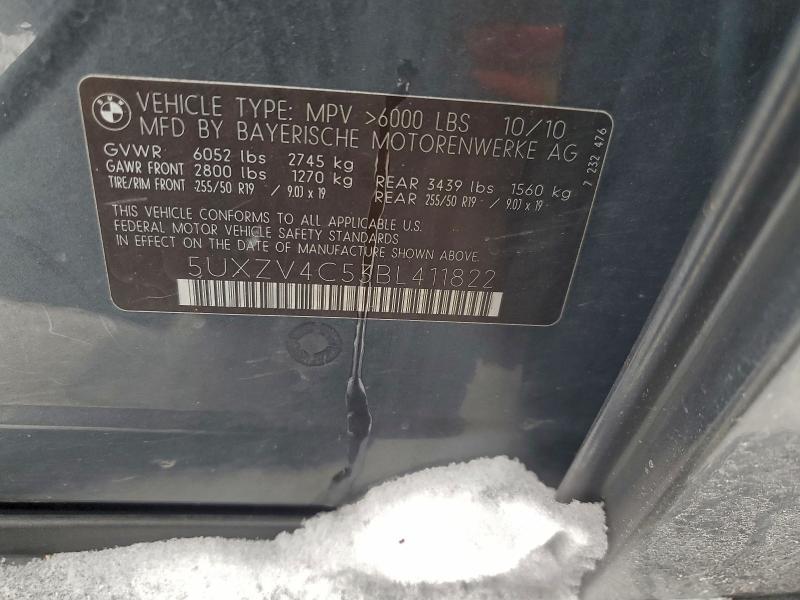 BMW
VEHICLE TYPE: MPV >6000 LBS 10/10
MFD BY BAYERISCHE MOTORENWERKE AG
GVWR 6052 lbs 2745 kg
GAWR FRONT 2800 lbs 1270 kg REAR 3439 lbs 1560 kg
TIRE/RIM FRONT 255/50 R19 / 9.0J x 19 REAR 255/50 R19 / 9.0J x 19
THIS VEHICLE CONFORMS TO ALL APPLICABLE U.S.
FEDERAL MOTOR VEHICLE SAFETY STANDARDS
IN EFFECT ON THE DATE OF MANUFACTURE SHOWN ABOVE.
5UXZV4C53BL411822
7 232 476